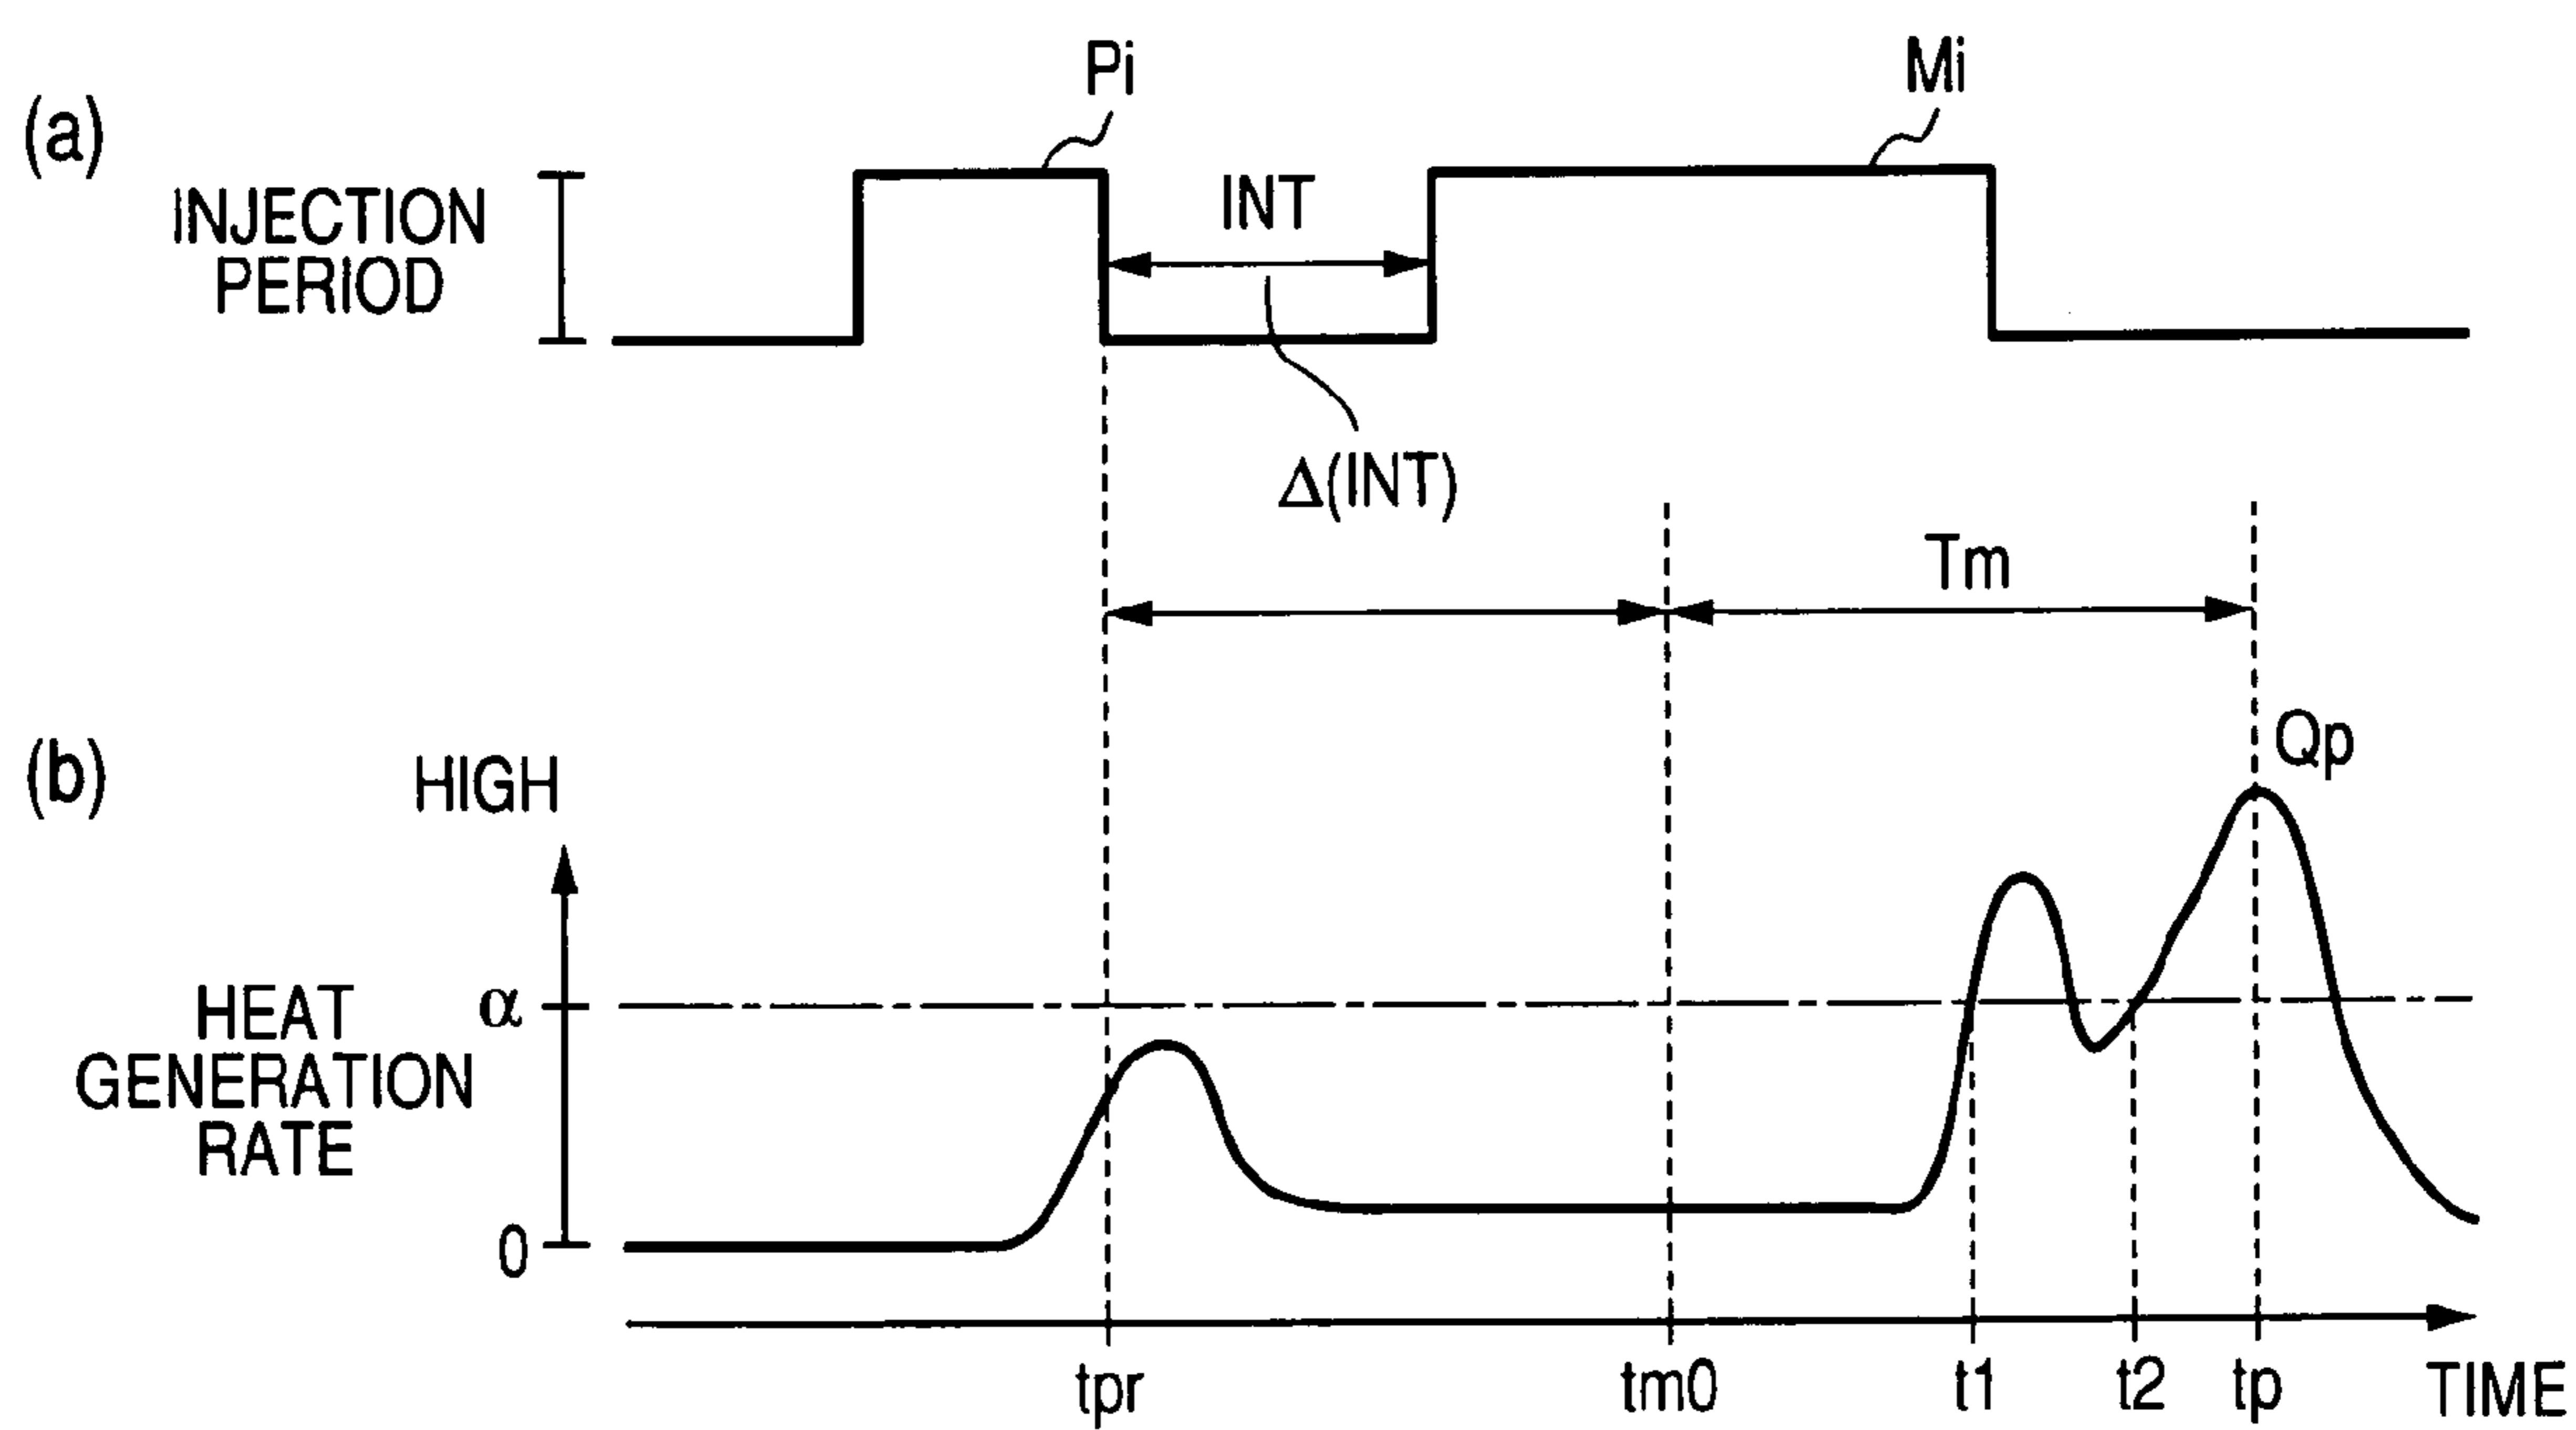 (a)
Pi
Mi
INJECTION
PERIOD
INT
Δ(INT)
Tm
(b)
HIGH
Qp
α
HEAT
GENERATION
RATE
0
tpr
tm0
t1
t2
tp
TIME